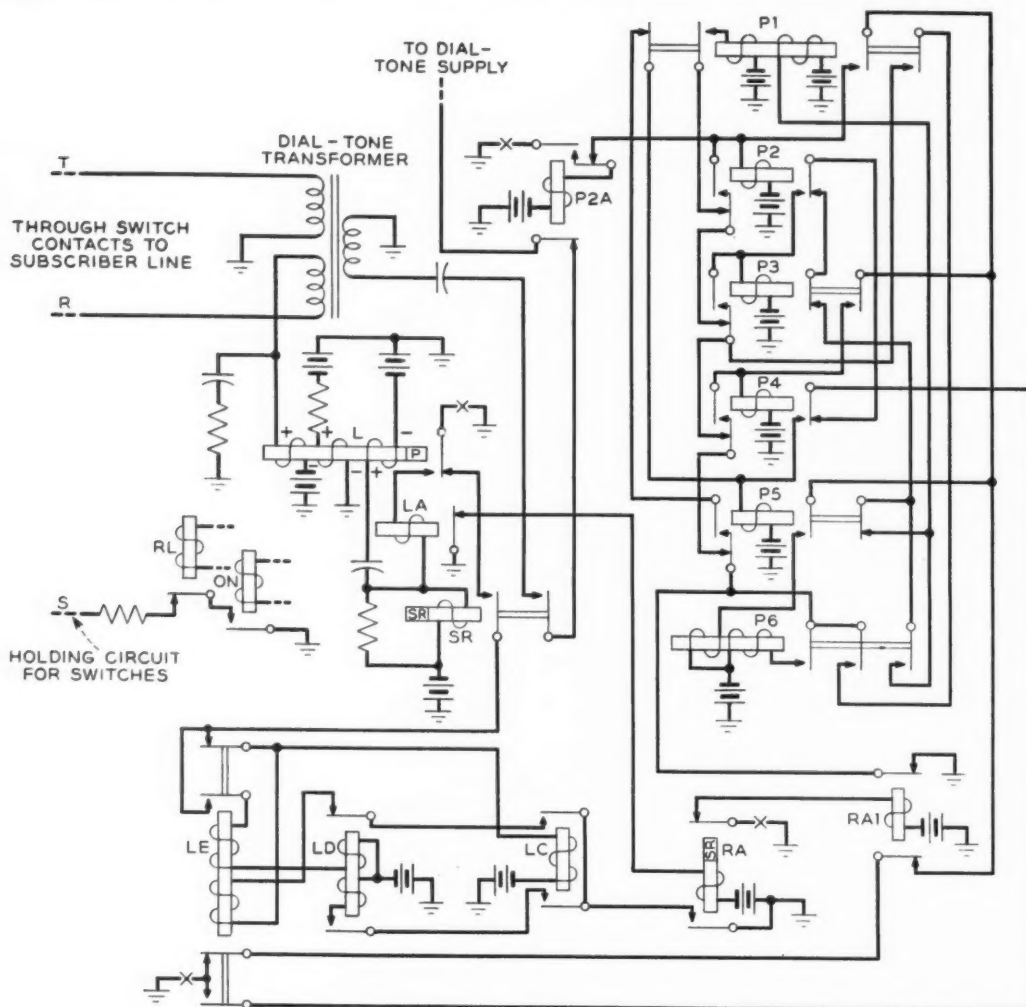 TO DIAL-
TONE SUPPLY
P1
DIAL-TONE
TRANSFORMER
T
P2
P2A
THROUGH SWITCH
CONTACTS TO
SUBSCRIBER LINE
R
P3
P4
+ + L -
P
- - +
LA
P5
RL
ON
SR
SR
S
P6
HOLDING CIRCUIT
FOR SWITCHES
LE
LD
LC
SR
RA
RA1